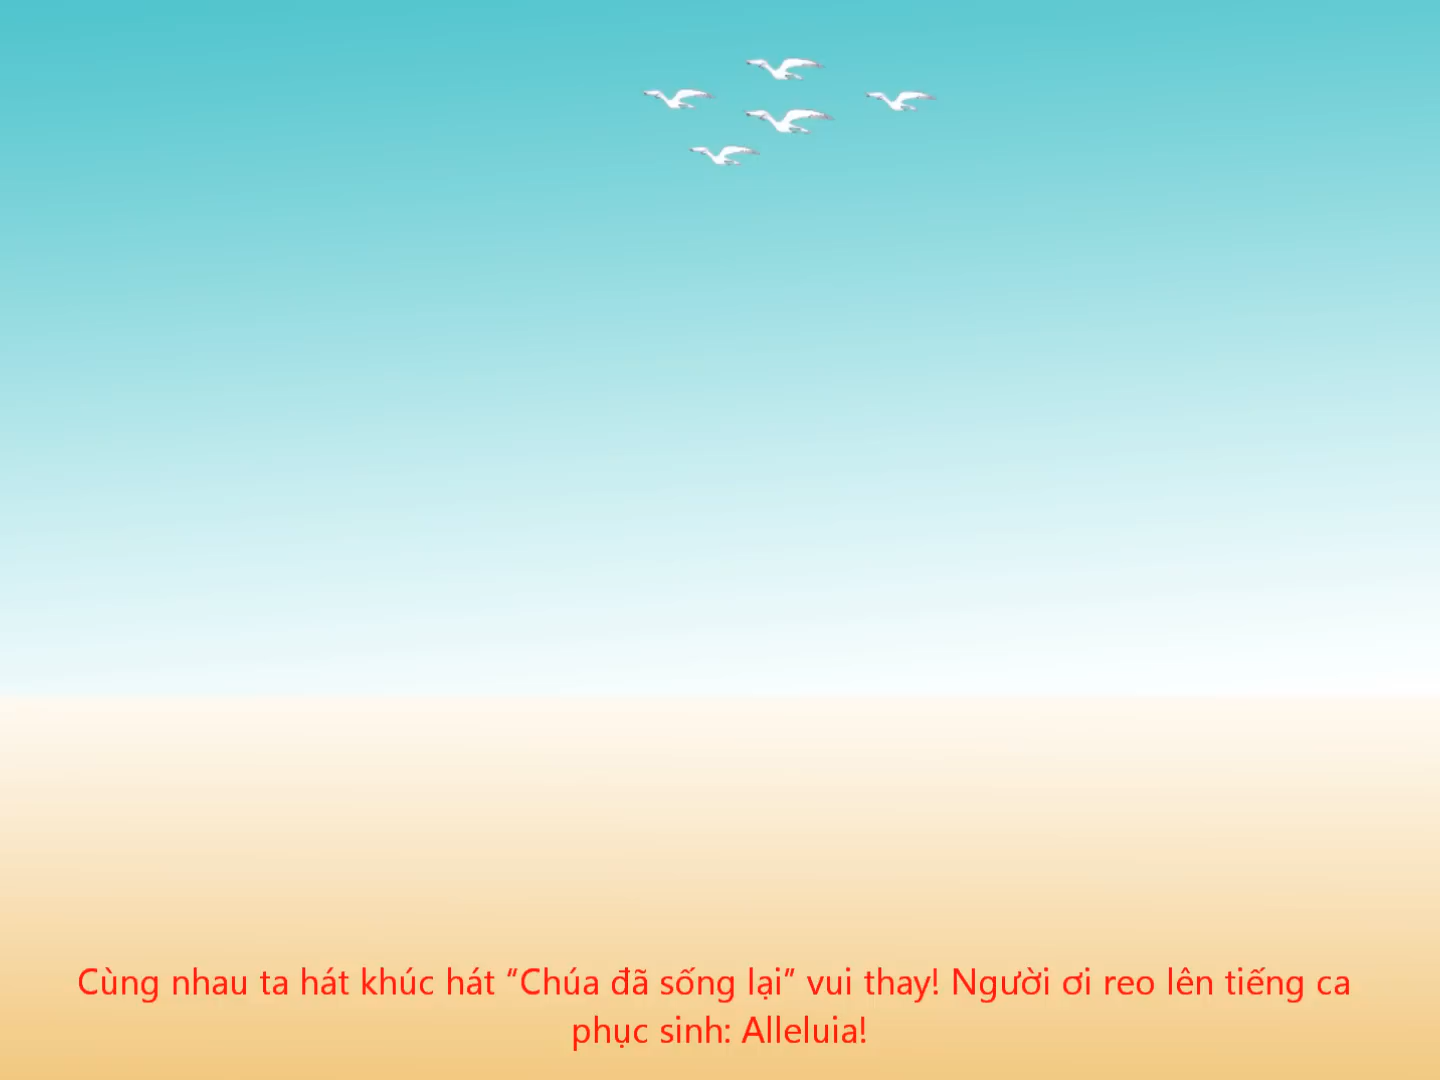 Cùng nhau ta hát khúc hát “Chúa đã sống lại” vui thay! Người ơi reo lên tiếng ca
phục sinh: Alleluia!